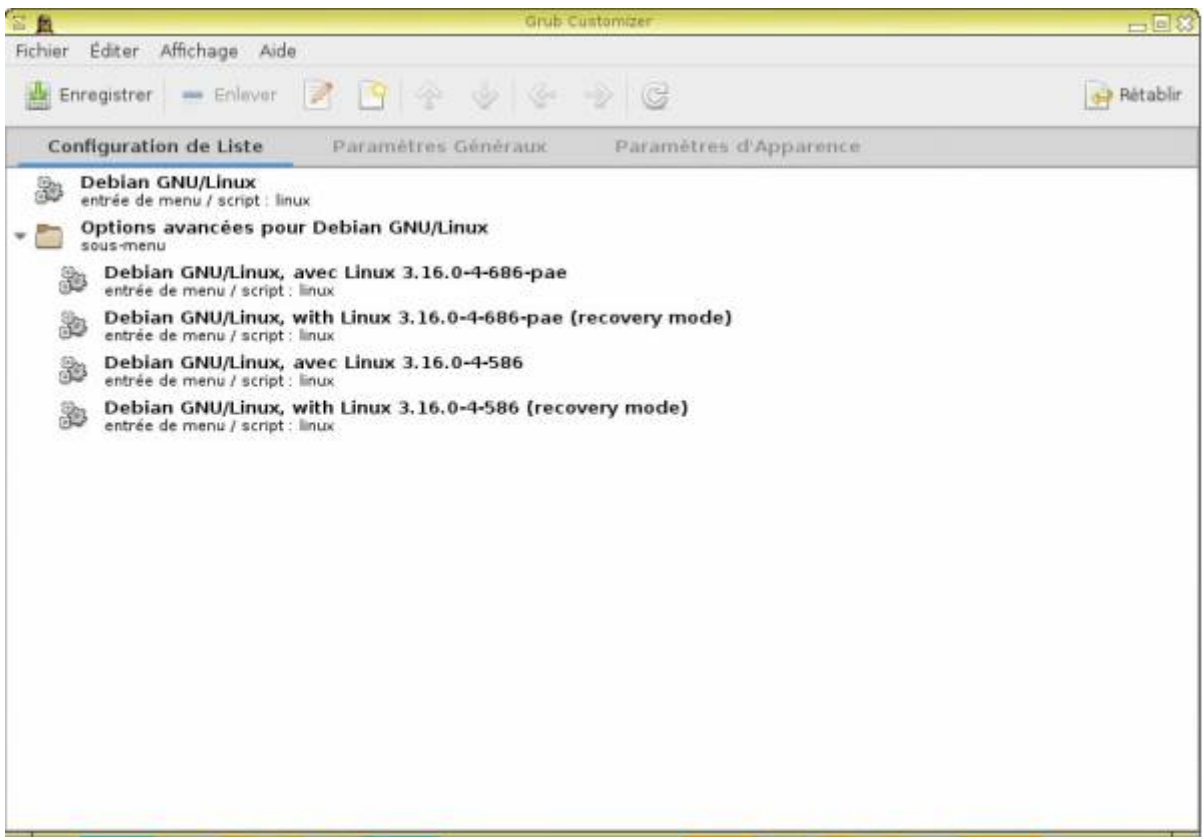 Grub Customizer
Fichier Éditer Affichage Aide
Enregistrer Enlever Rétablir
Configuration de Liste Paramètres Généraux Paramètres d'Apparence
Debian GNU/Linux
entrée de menu / script : linux
Options avancées pour Debian GNU/Linux
sous-menu
Debian GNU/Linux, avec Linux 3.16.0-4-686-pae
entrée de menu / script : linux
Debian GNU/Linux, with Linux 3.16.0-4-686-pae (recovery mode)
entrée de menu / script : linux
Debian GNU/Linux, avec Linux 3.16.0-4-586
entrée de menu / script : linux
Debian GNU/Linux, with Linux 3.16.0-4-586 (recovery mode)
entrée de menu / script : linux